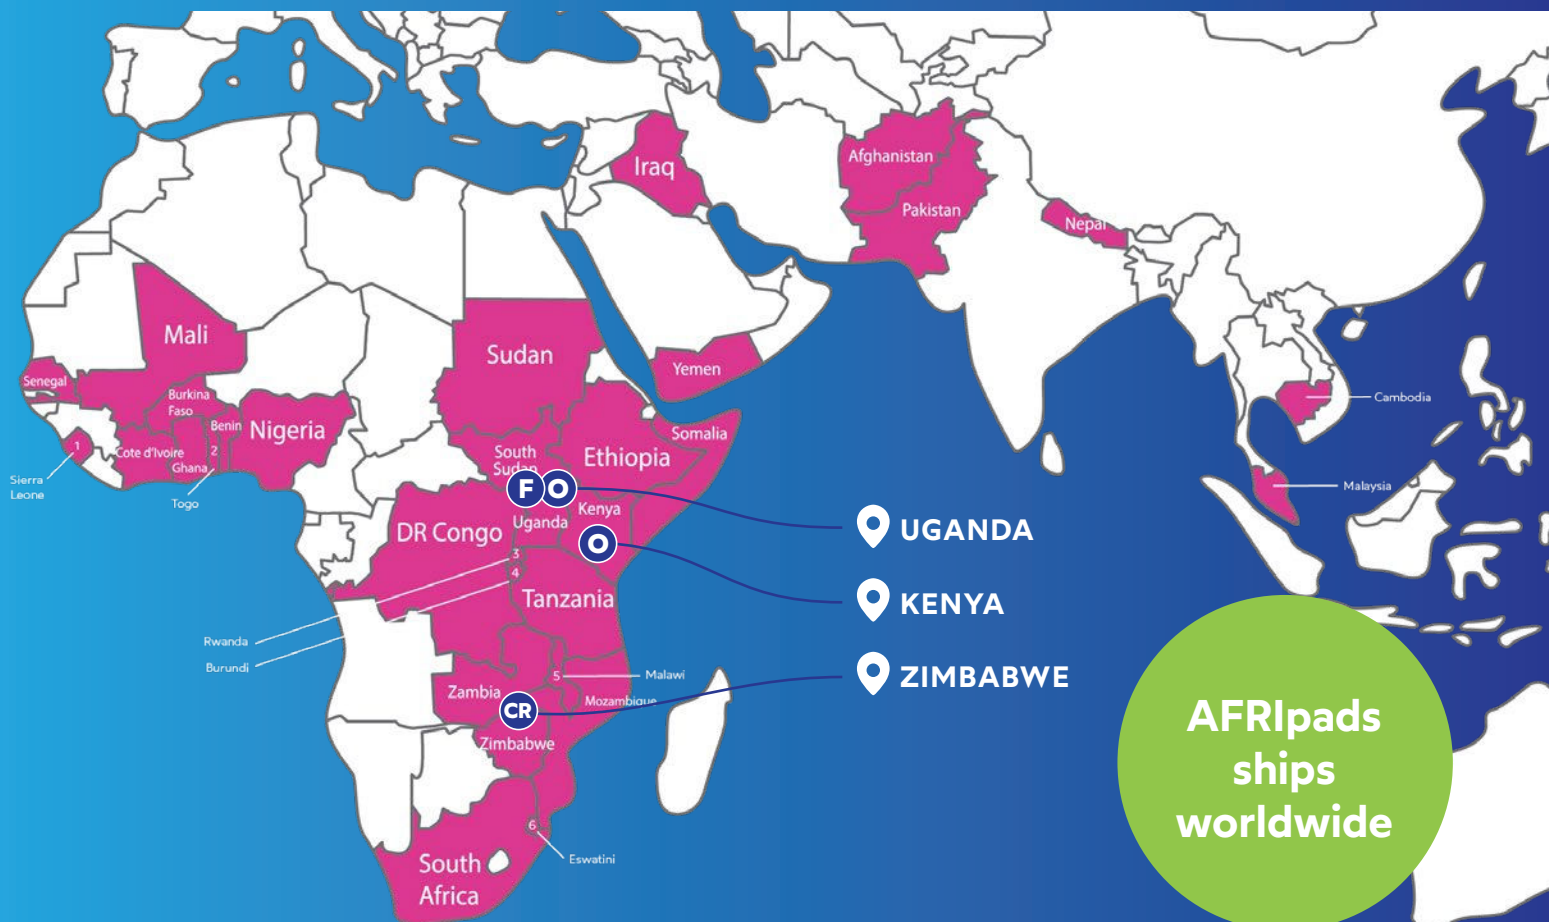 Iraq
Afghanistan
Pakistan
Nepal
Mali
Sudan
Yemen
Senegal
Burkina
Faso
Benin
Nigeria
Cambodia
1
Cote d'Ivoire
2
Ghana
South
Sudan
Ethiopia
Somalia
Sierra
Leone
Togo
Malaysia
F
O
DR Congo
Uganda
Kenya
UGANDA
O
3
4
Tanzania
KENYA
Rwanda
Burundi
5
Malawi
ZIMBABWE
Zambia
Mozambique
CR
Zimbabwe
AFRIpads
ships
worldwide
6
Eswatini
South
Africa